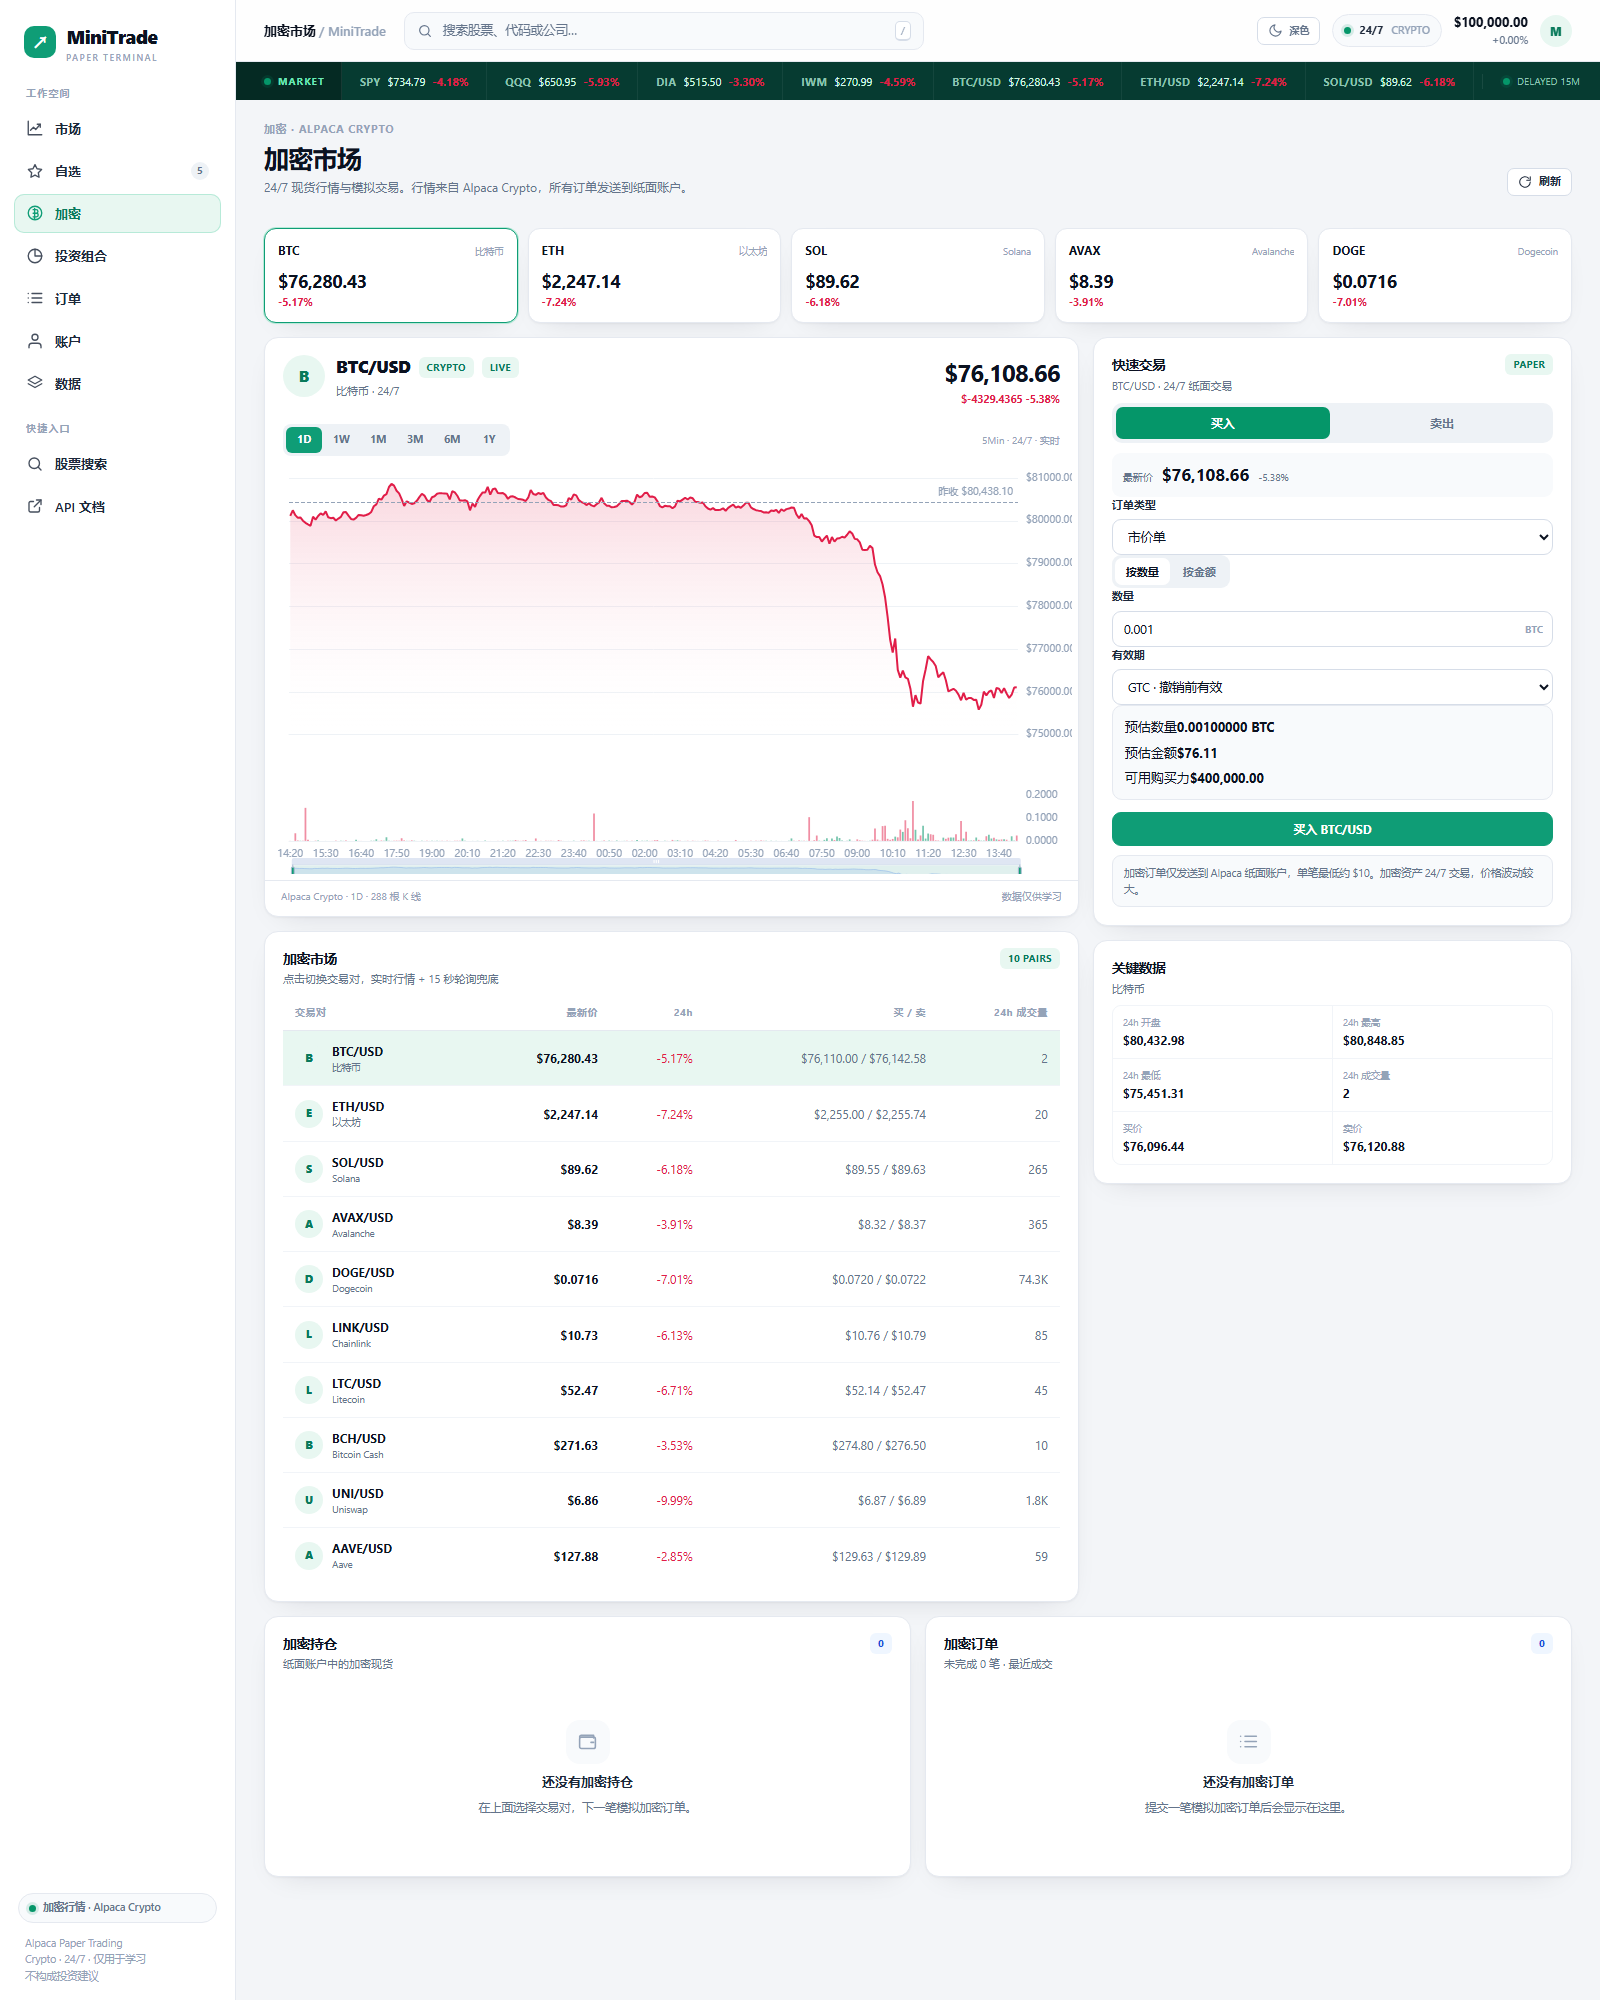 MiniTrade
PAPER TERMINAL
工作空间
市场
自选 5
加密
投资组合
订单
账户
数据
快捷入口
股票搜索
API 文档
加密行情 · Alpaca Crypto
Alpaca Paper Trading
Crypto · 24/7 · 仅用于学习
不构成投资建议
加密市场 / MiniTrade
搜索股票、代码或公司... /
深色
24/7 CRYPTO
$100,000.00
+0.00%
M
MARKET SPY $734.79 -4.18% QQQ $650.95 -5.93% DIA $515.50 -3.30% IWM $270.99 -4.59% BTC/USD $76,280.43 -5.17% ETH/USD $2,247.14 -7.24% SOL/USD $89.62 -6.18% DELAYED 15M
加密 · ALPACA CRYPTO
加密市场
24/7 现货行情与模拟交易。行情来自 Alpaca Crypto，所有订单发送到纸面账户。
刷新
BTC 比特币
$76,280.43
-5.17%
ETH 以太坊
$2,247.14
-7.24%
SOL Solana
$89.62
-6.18%
AVAX Avalanche
$8.39
-3.91%
DOGE Dogecoin
$0.0716
-7.01%
B BTC/USD CRYPTO LIVE
比特币 · 24/7
$76,108.66
$-4329.4365 -5.38%
1D 1W 1M 3M 6M 1Y
5Min · 24/7 · 实时
昨收 $80,438.10
$81000.00
$80000.00
$79000.00
$78000.00
$77000.00
$76000.00
$75000.00
0.2000
0.1000
0.0000
14:20 15:30 16:40 17:50 19:00 20:10 21:20 22:30 23:40 00:50 02:00 03:10 04:20 05:30 06:40 07:50 09:00 10:10 11:20 12:30 13:40
Alpaca Crypto · 1D · 288 根 K 线
数据仅供学习
快速交易 PAPER
BTC/USD · 24/7 纸面交易
买入 卖出
最新价 $76,108.66 -5.38%
订单类型
市价单
按数量 按金额
数量
0.001 BTC
有效期
GTC · 撤销前有效
预估数量0.00100000 BTC
预估金额$76.11
可用购买力$400,000.00
买入 BTC/USD
加密订单仅发送到 Alpaca 纸面账户，单笔最低约 $10。加密资产 24/7 交易，价格波动较
大。
关键数据
比特币
24h 开盘 24h 最高
$80,432.98 $80,848.85
24h 最低 24h 成交量
$75,451.31 2
买价 卖价
$76,096.44 $76,120.88
加密市场 10 PAIRS
点击切换交易对，实时行情 + 15 秒轮询兜底
交易对 最新价 24h 买 / 卖 24h 成交量
B BTC/USD $76,280.43 -5.17% $76,110.00 / $76,142.58 2
比特币
E ETH/USD $2,247.14 -7.24% $2,255.00 / $2,255.74 20
以太坊
S SOL/USD $89.62 -6.18% $89.55 / $89.63 265
Solana
A AVAX/USD $8.39 -3.91% $8.32 / $8.37 365
Avalanche
D DOGE/USD $0.0716 -7.01% $0.0720 / $0.0722 74.3K
Dogecoin
L LINK/USD $10.73 -6.13% $10.76 / $10.79 85
Chainlink
L LTC/USD $52.47 -6.71% $52.14 / $52.47 45
Litecoin
B BCH/USD $271.63 -3.53% $274.80 / $276.50 10
Bitcoin Cash
U UNI/USD $6.86 -9.99% $6.87 / $6.89 1.8K
Uniswap
A AAVE/USD $127.88 -2.85% $129.63 / $129.89 59
Aave
加密持仓 0
纸面账户中的加密现货
还没有加密持仓
在上面选择交易对，下一笔模拟加密订单。
加密订单 0
未完成 0 笔 · 最近成交
还没有加密订单
提交一笔模拟加密订单后会显示在这里。